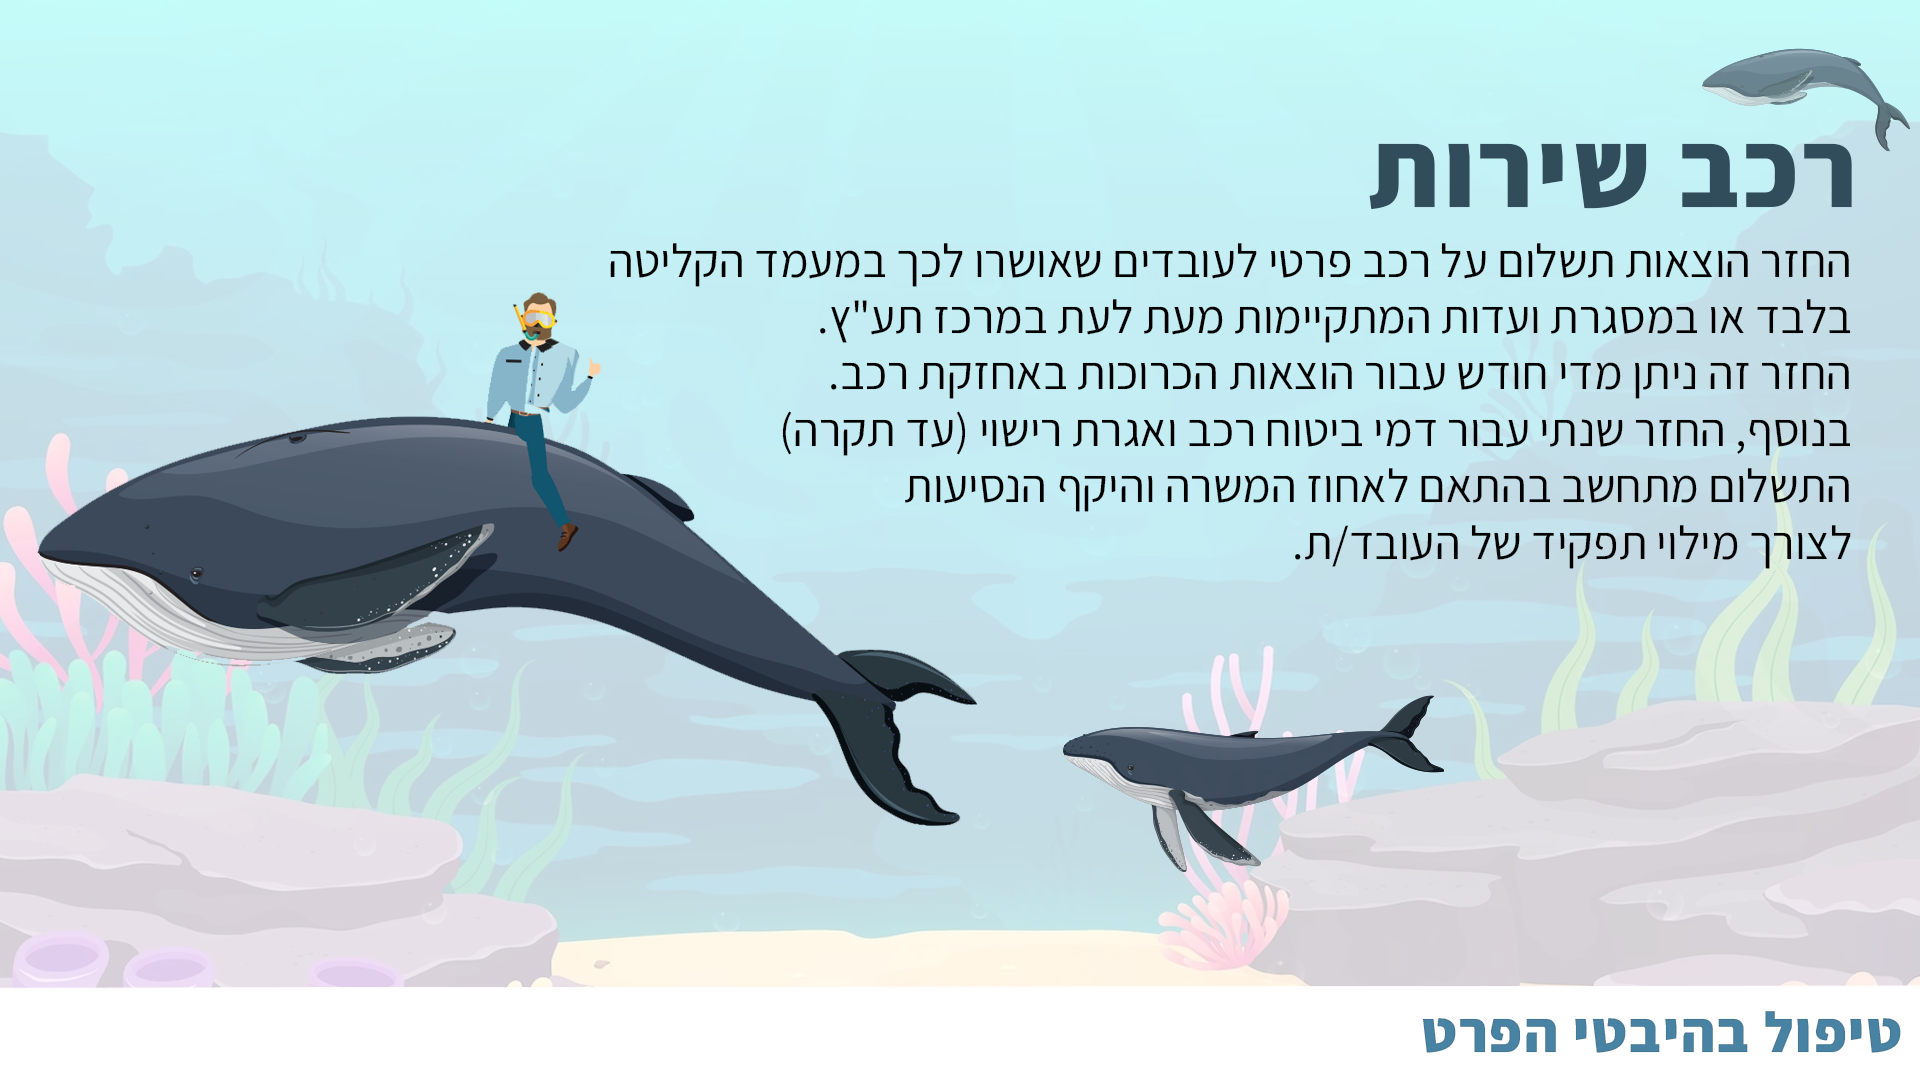 רכב שירות
החזר הוצאות תשלום על רכב פרטי לעובדים שאושרו לכך במעמד הקליטה
בלבד או במסגרת ועדות המתקיימות מעת לעת במרכז תע"ץ.
החזר זה ניתן מדי חודש עבור הוצאות הכרוכות באחזקת רכב.
בנוסף, החזר שנתי עבור דמי ביטוח רכב ואגרת רישוי (עד תקרה)
התשלום מתחשב בהתאם לאחוז המשרה והיקף הנסיעות
לצורך מילוי תפקיד של העובד/ת.
טיפול בהיבטי הפרט